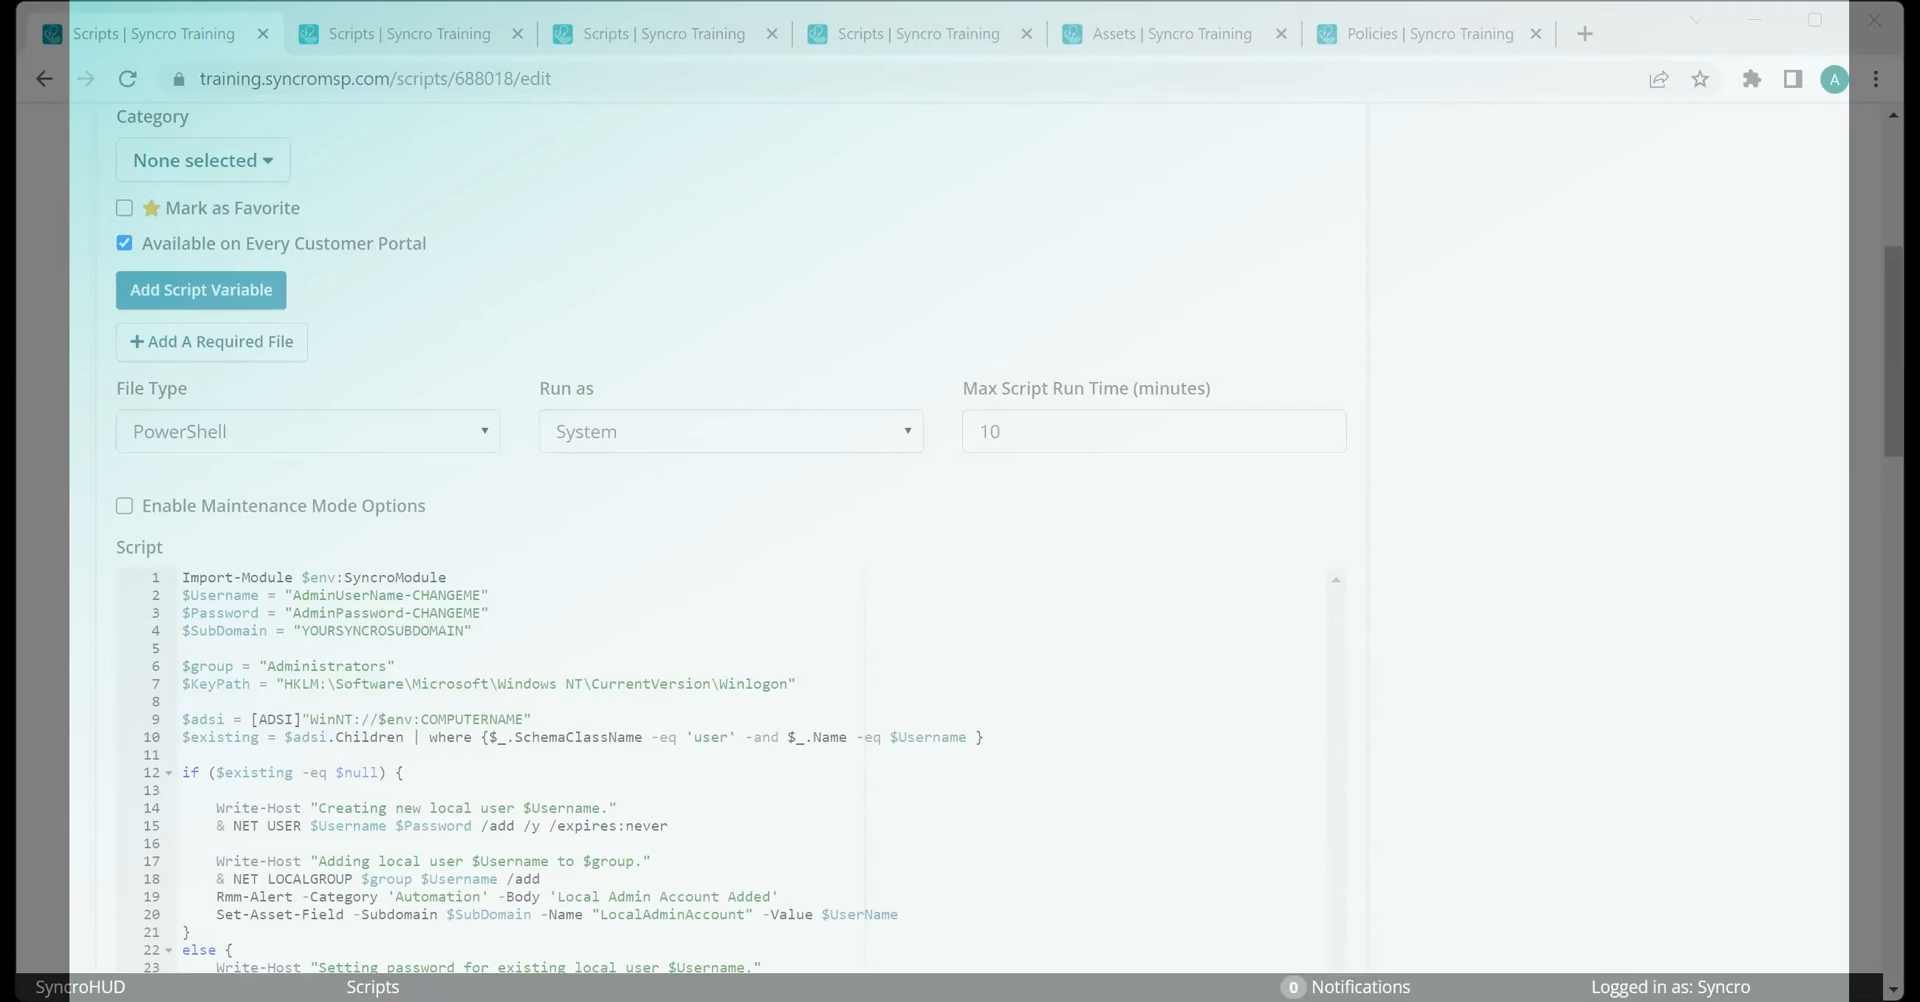 Scripts | Syncro Training
Scripts | Syncro Training
Scripts | Syncro Training
Scripts | Syncro Training
Assets | Syncro Training
Policies | Syncro Training
training.syncromsp.com/scripts/688018/edit
A
Category
None selected
Mark as Favorite
Available on Every Customer Portal
Add Script Variable
+ Add A Required File
File Type
Run as
Max Script Run Time (minutes)
PowerShell
System
10
Enable Maintenance Mode Options
Script
1 Import-Module $env:SyncroModule
2 $Username = "AdminUserName-CHANGEME"
3 $Password = "AdminPassword-CHANGEME"
4 $SubDomain = "YOURSYNCROSUBDOMAIN"
5
6 $group = "Administrators"
7 $KeyPath = "HKLM:\Software\Microsoft\Windows NT\CurrentVersion\Winlogon"
8
9 $adsi = [ADSI]"WinNT://$env:COMPUTERNAME"
10 $existing = $adsi.Children | where {$_.SchemaClassName -eq 'user' -and $_.Name -eq $Username }
11
12 if ($existing -eq $null) {
13
14 Write-Host "Creating new local user $Username."
15 & NET USER $Username $Password /add /y /expires:never
16
17 Write-Host "Adding local user $Username to $group."
18 & NET LOCALGROUP $group $Username /add
19 Rmm-Alert -Category 'Automation' -Body 'Local Admin Account Added'
20 Set-Asset-Field -Subdomain $SubDomain -Name "LocalAdminAccount" -Value $UserName
21 }
22 else {
23 Write-Host "Setting password for existing local user $Username."
SyncroHUD
Scripts
0 Notifications
Logged in as: Syncro